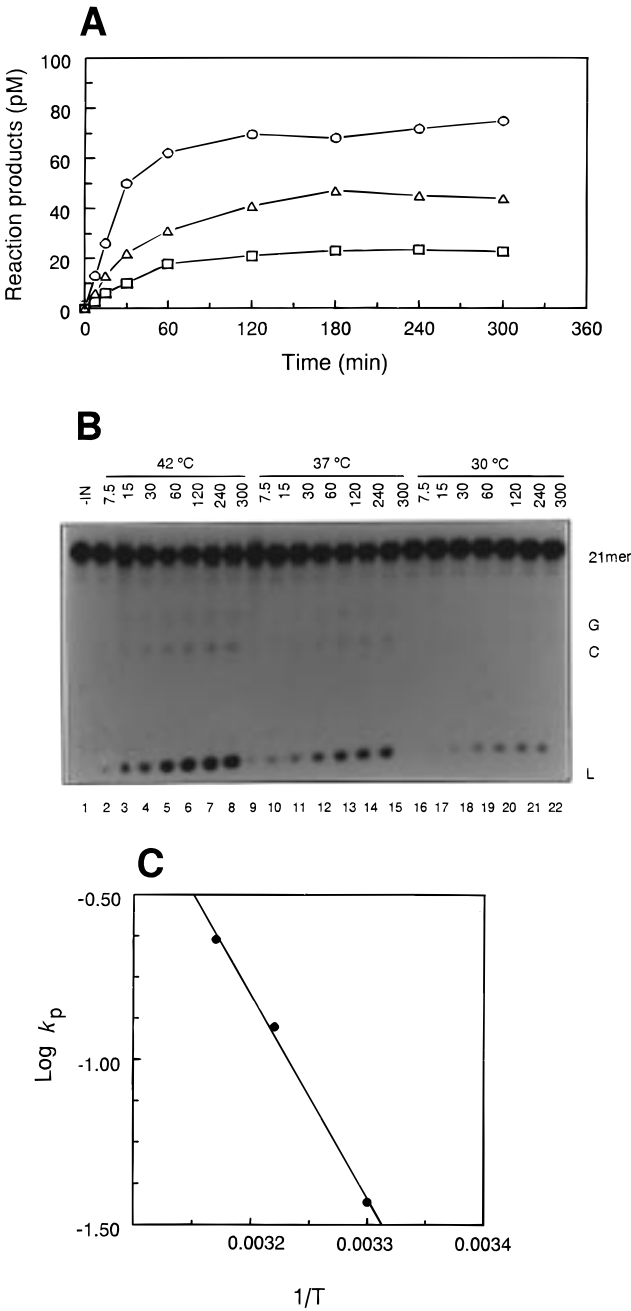 A
Reaction products (pM)
100
80
60
40
20
0
0 60 120 180 240 300 360
Time (min)
B
42 ºC 37 ºC 30 ºC
-IN 7.5 15 30 60 120 240 300 7.5 15 30 60 120 240 300 7.5 15 30 60 120 240 300
21mer
G
C
L
1 2 3 4 5 6 7 8 9 10 11 12 13 14 15 16 17 18 19 20 21 22
C
Log kp
-0.50
-1.00
-1.50
0.0032 0.0033 0.0034
1/T